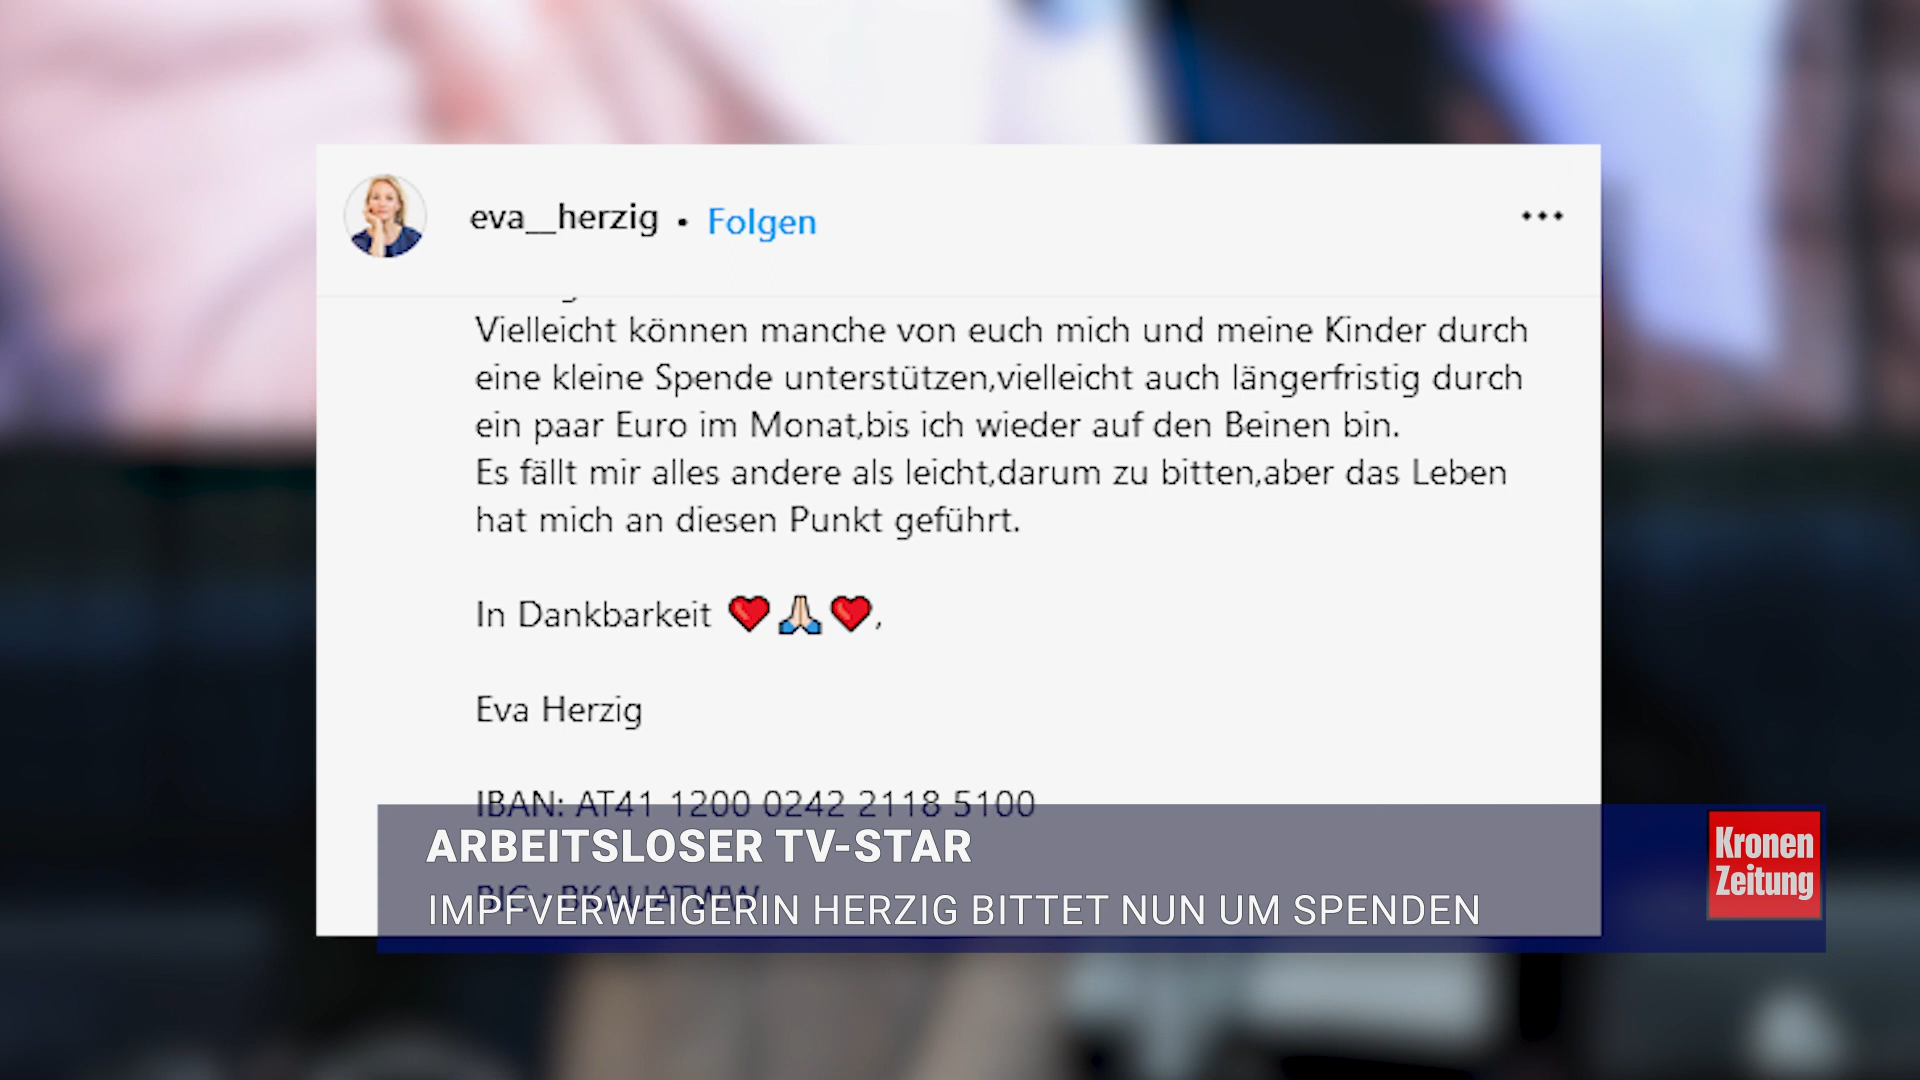 eva__herzig • Folgen
Vielleicht können manche von euch mich und meine Kinder durch
eine kleine Spende unterstützen,vielleicht auch längerfristig durch
ein paar Euro im Monat,bis ich wieder auf den Beinen bin.
Es fällt mir alles andere als leicht,darum zu bitten,aber das Leben
hat mich an diesen Punkt geführt.
In Dankbarkeit ❤️🙏🏻❤️,
Eva Herzig
IBAN: AT41 1200 0242 2118 5100
BIC : BKAUATWW
ARBEITSLOSER TV-STAR
IMPFVERWEIGERIN HERZIG BITTET NUN UM SPENDEN
Kronen
Zeitung